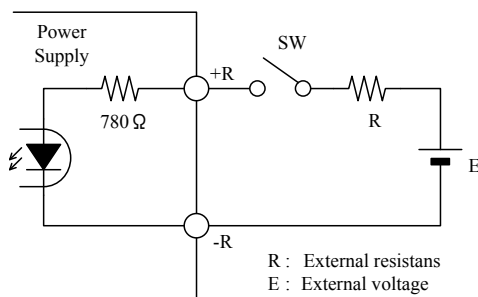 Power
Supply
SW
+R
780 Ω
R
E
-R
R : External resistans
E : External voltage